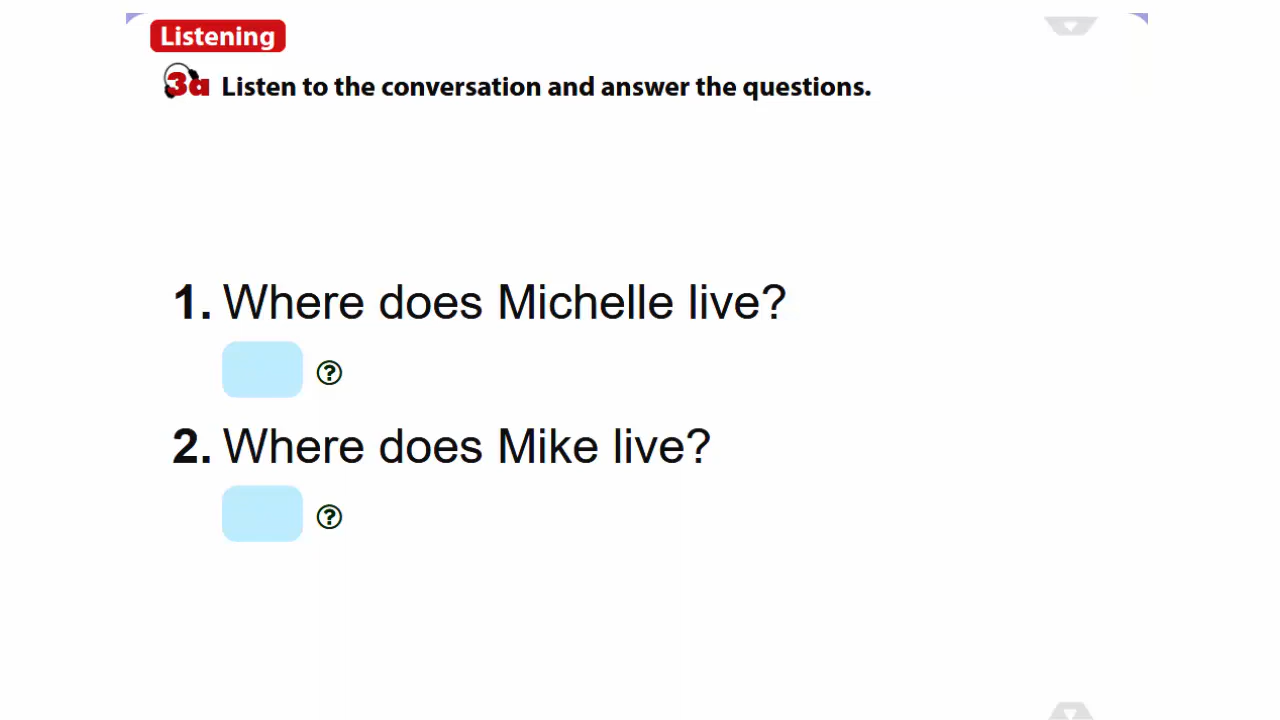 Listening
3a Listen to the conversation and answer the questions.
1. Where does Michelle live?
?
2. Where does Mike live?
?